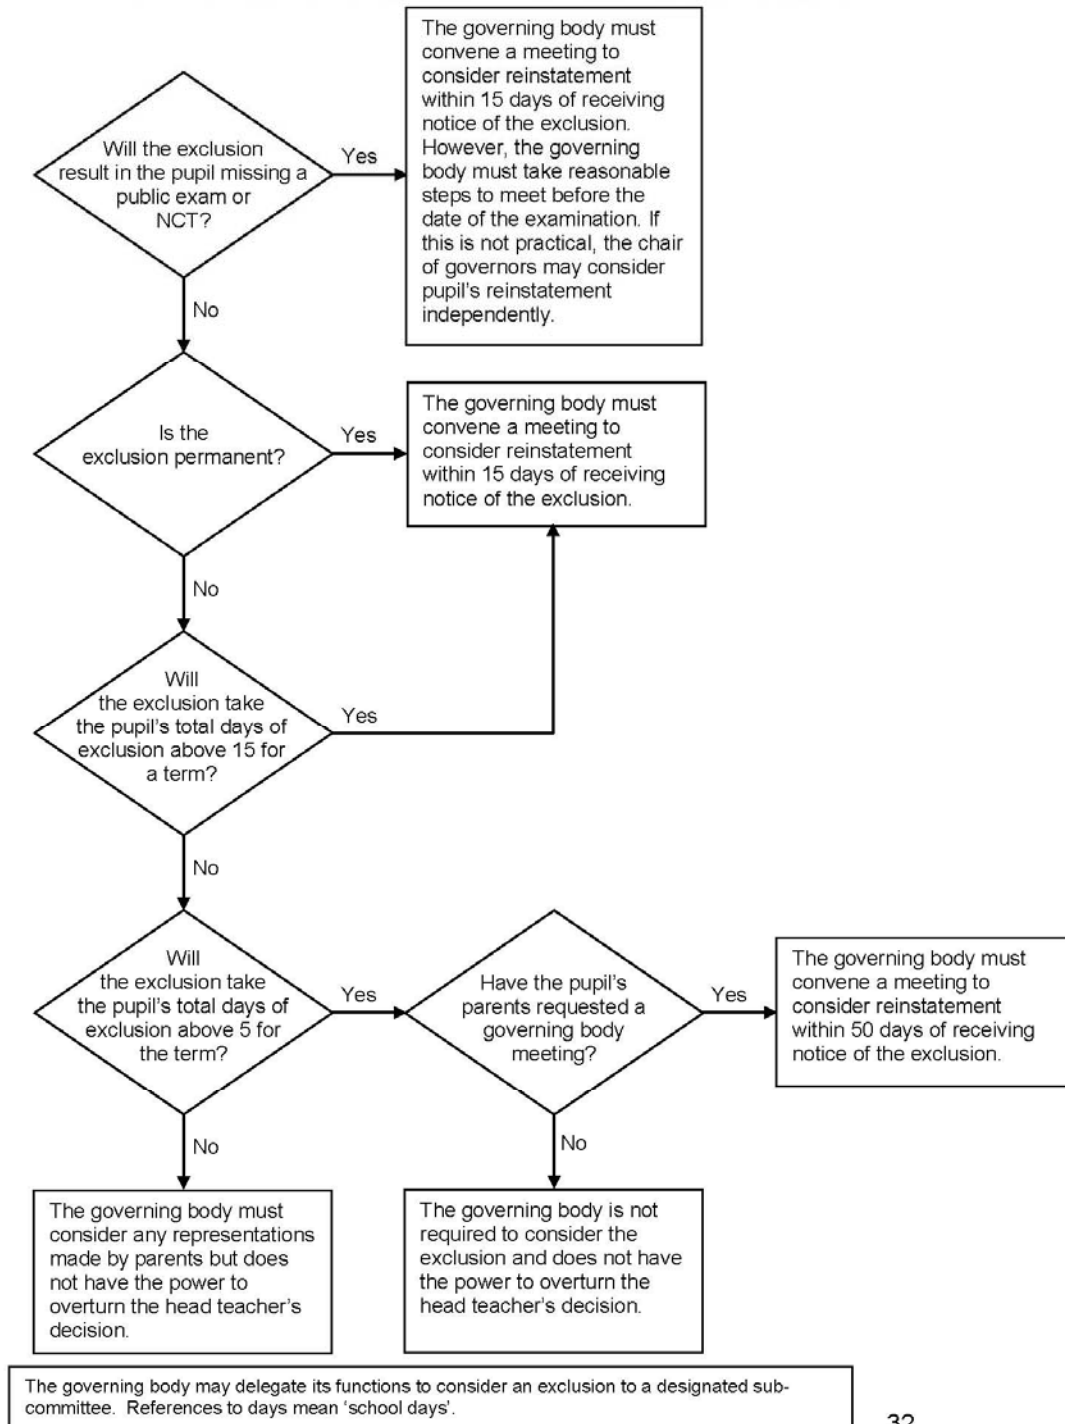 The governing body must
convene a meeting to
consider reinstatement
within 15 days of receiving
notice of the exclusion.
However, the governing
body must take reasonable
steps to meet before the
date of the examination. If
this is not practical, the chair
of governors may consider
pupil's reinstatement
independently.
Will the exclusion
result in the pupil missing a
public exam or
NCT?
Yes
No
Is the
exclusion permanent?
Yes
The governing body must
convene a meeting to
consider reinstatement
within 15 days of receiving
notice of the exclusion.
No
Will
the exclusion take
the pupil's total days of
exclusion above 15 for
a term?
Yes
No
Will
the exclusion take
the pupil's total days of
exclusion above 5 for
the term?
Yes
Have the pupil's
parents requested a
governing body
meeting?
Yes
The governing body must
convene a meeting to
consider reinstatement
within 50 days of receiving
notice of the exclusion.
No
No
The governing body must
consider any representations
made by parents but does
not have the power to
overturn the head teacher's
decision.
The governing body is not
required to consider the
exclusion and does not have
the power to overturn the
head teacher's decision.
The governing body may delegate its functions to consider an exclusion to a designated sub-
committee. References to days mean 'school days'.
32